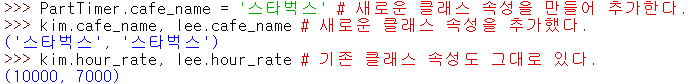 >>> PartTimer.cafe_name = '스타벅스' # 새로운 클래스 속성을 만들어 추가한다.
>>> kim.cafe_name, lee.cafe_name # 새로운 클래스 속성을 추가했다.
('스타벅스', '스타벅스')
>>> kim.hour_rate, lee.hour_rate # 기존 클래스 속성도 그대로 있다.
(10000, 7000)